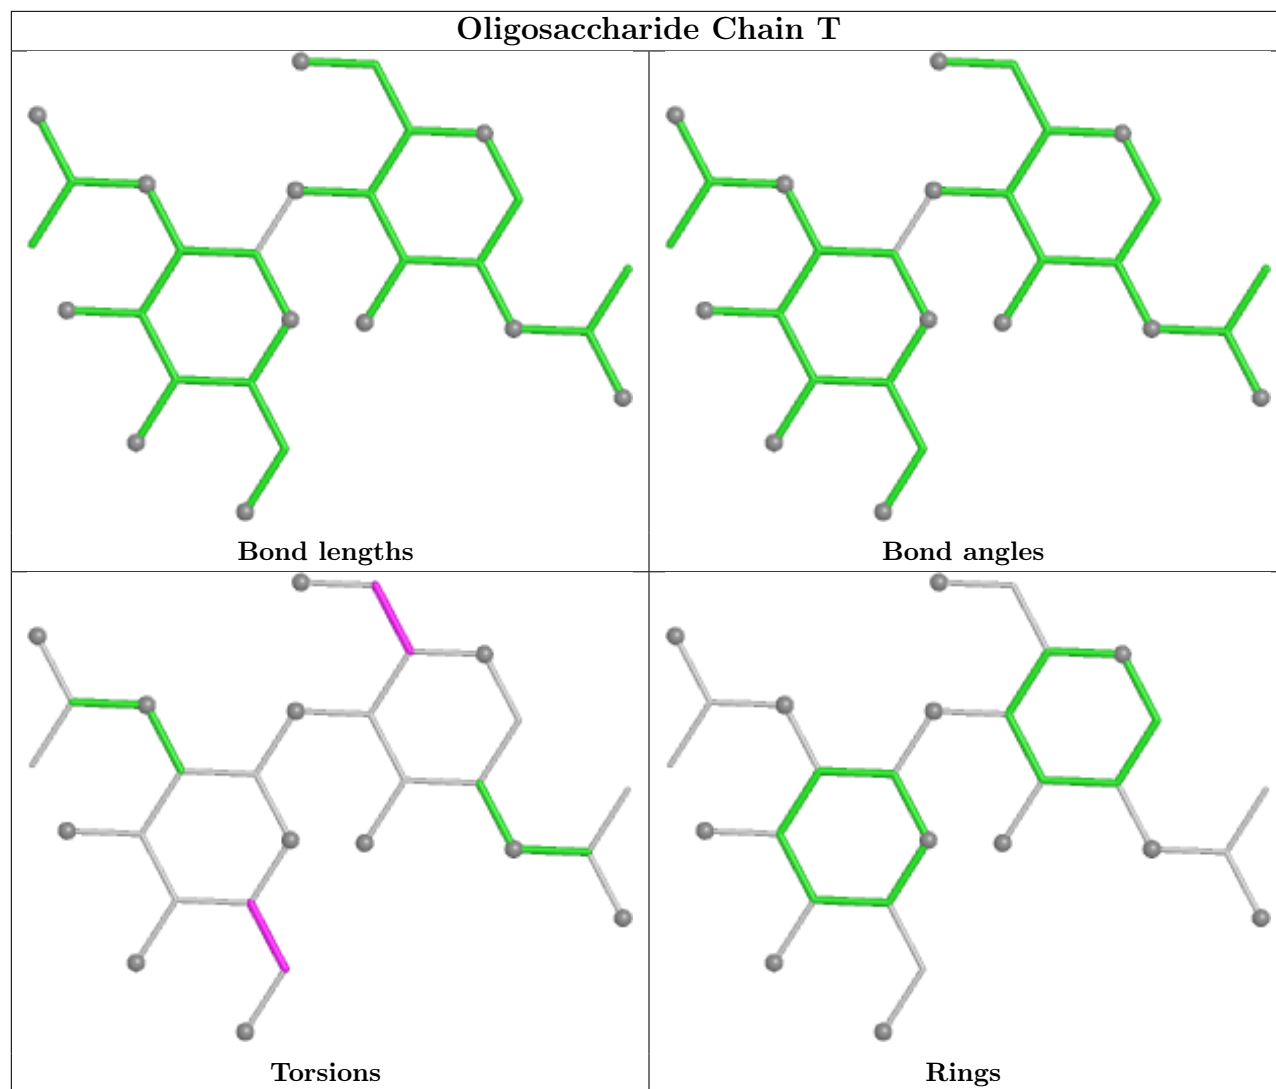 Oligosaccharide Chain T
Bond lengths
Bond angles
Torsions
Rings